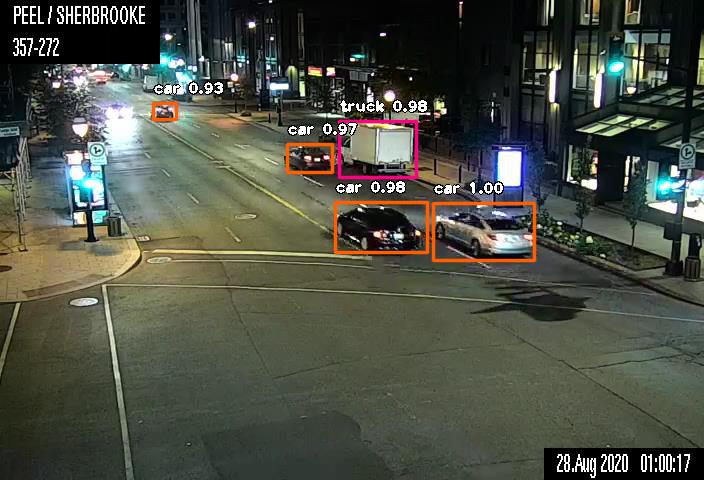 PEEL / SHERBROOKE
357-272
car 0.93
truck 0.98
car 0.97
car 0.98
car 1.00
28.Aug 2020 01:00:17